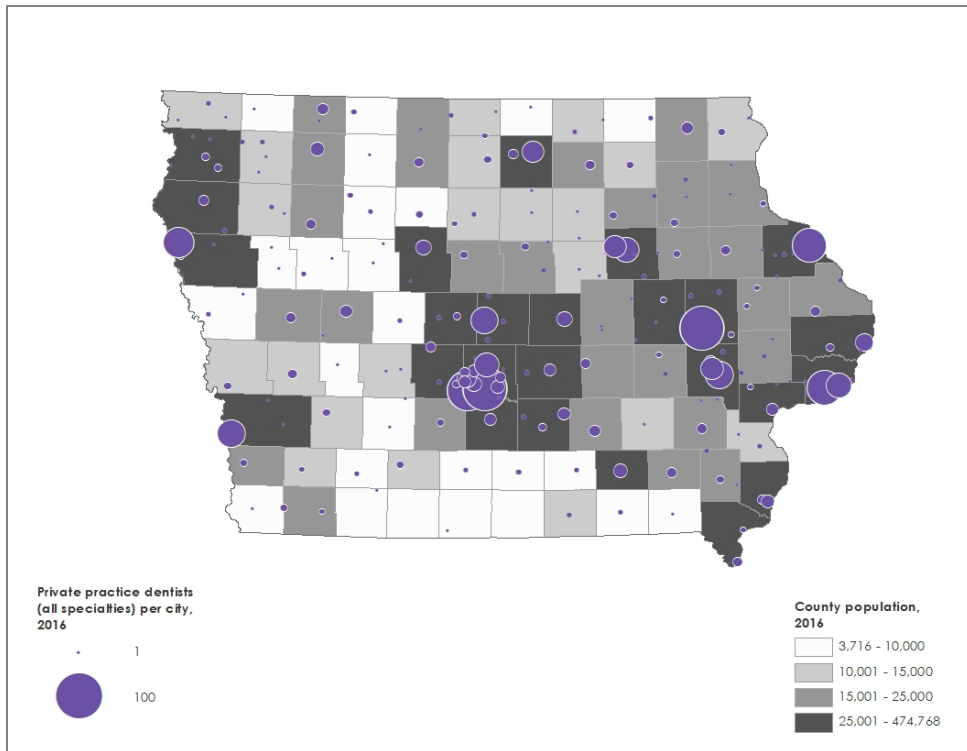 Private practice dentists
(all specialties) per city,
2016
1
100
County population,
2016
3,716 - 10,000
10,001 - 15,000
15,001 - 25,000
25,001 - 474,768